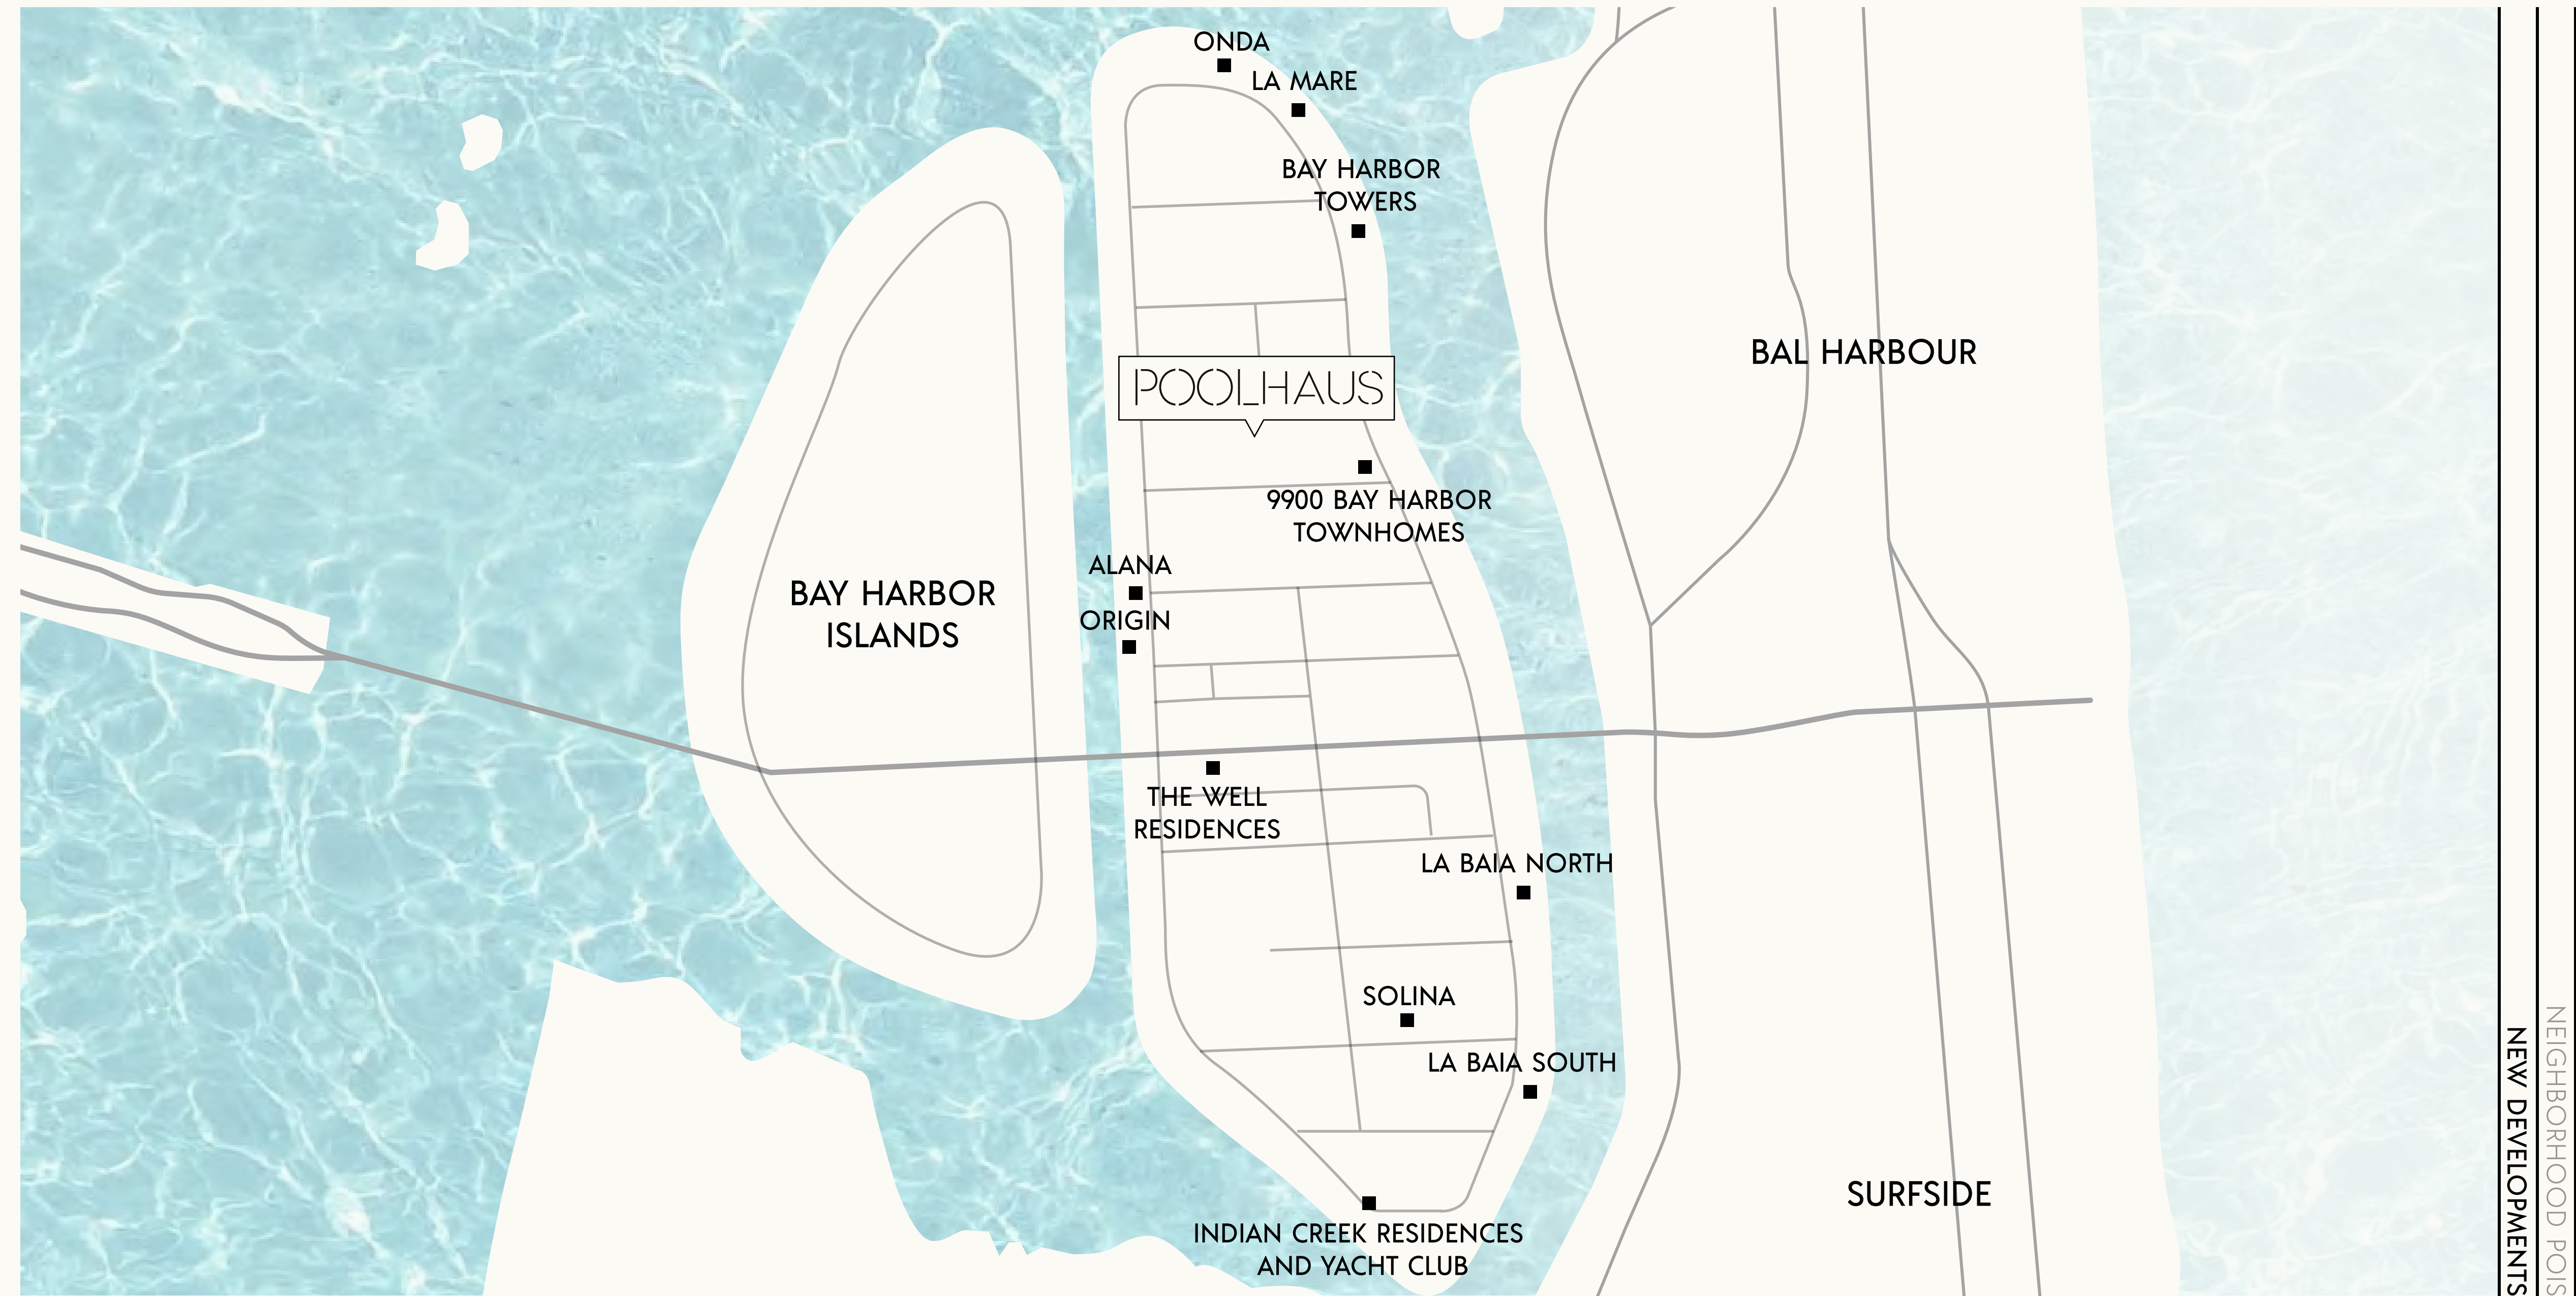 ONDA
LA MARE
BAY HARBOR
TOWERS
BAL HARBOUR
POOLHAUS
9900 BAY HARBOR
TOWNHOMES
ALANA
BAY HARBOR
ISLANDS
ORIGIN
THE WELL
RESIDENCES
LA BAIA NORTH
SOLINA
LA BAIA SOUTH
SURFSIDE
INDIAN CREEK RESIDENCES
AND YACHT CLUB
NEW DEVELOPMENTS
NEIGHBORHOOD POIS